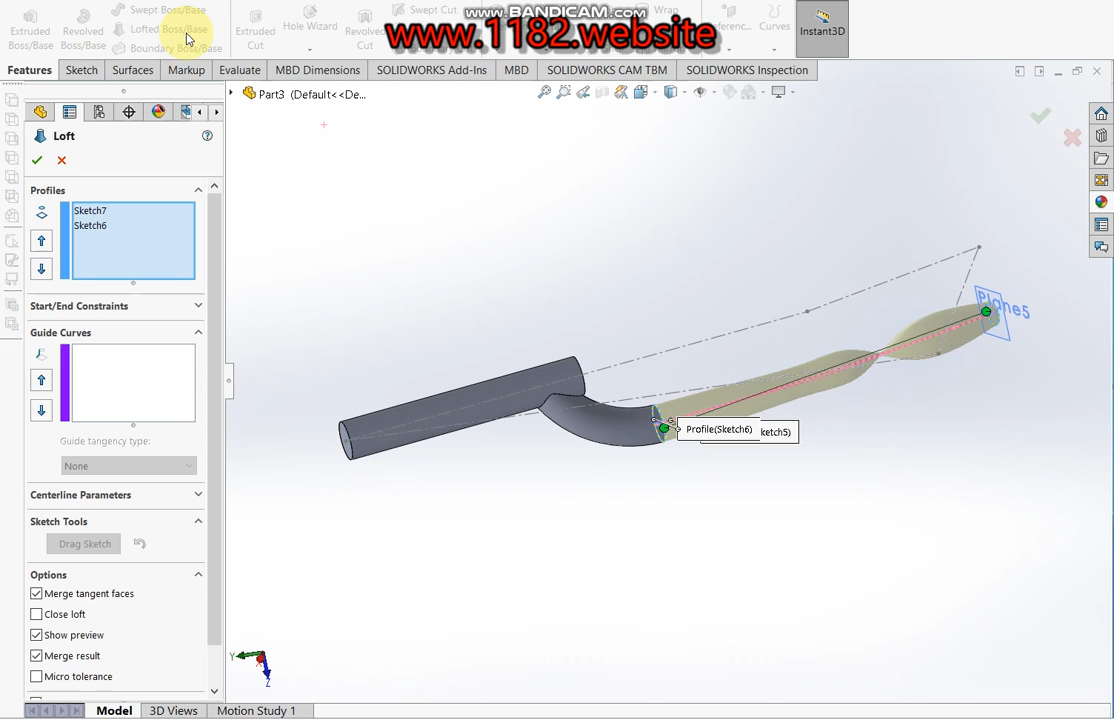 www.BANDICAM.com
www.1182.website
Extruded Boss/Base
Revolved Boss/Base
Swept Boss/Base
Lofted Boss/Base
Boundary Boss/Base
Extruded Cut
Hole Wizard
Revolved Cut
Swept Cut
Wrap
Curves
Instant3D
Features
Sketch
Surfaces
Markup
Evaluate
MBD Dimensions
SOLIDWORKS Add-Ins
MBD
SOLIDWORKS CAM TBM
SOLIDWORKS Inspection
Part3 (Default<<De...
Loft
Profiles
Sketch7
Sketch6
Start/End Constraints
Guide Curves
Guide tangency type:
None
Centerline Parameters
Sketch Tools
Drag Sketch
Options
Merge tangent faces
Close loft
Show preview
Merge result
Micro tolerance
Plane5
Profile(Sketch6)
ketch5)
Y
Z
Model
3D Views
Motion Study 1